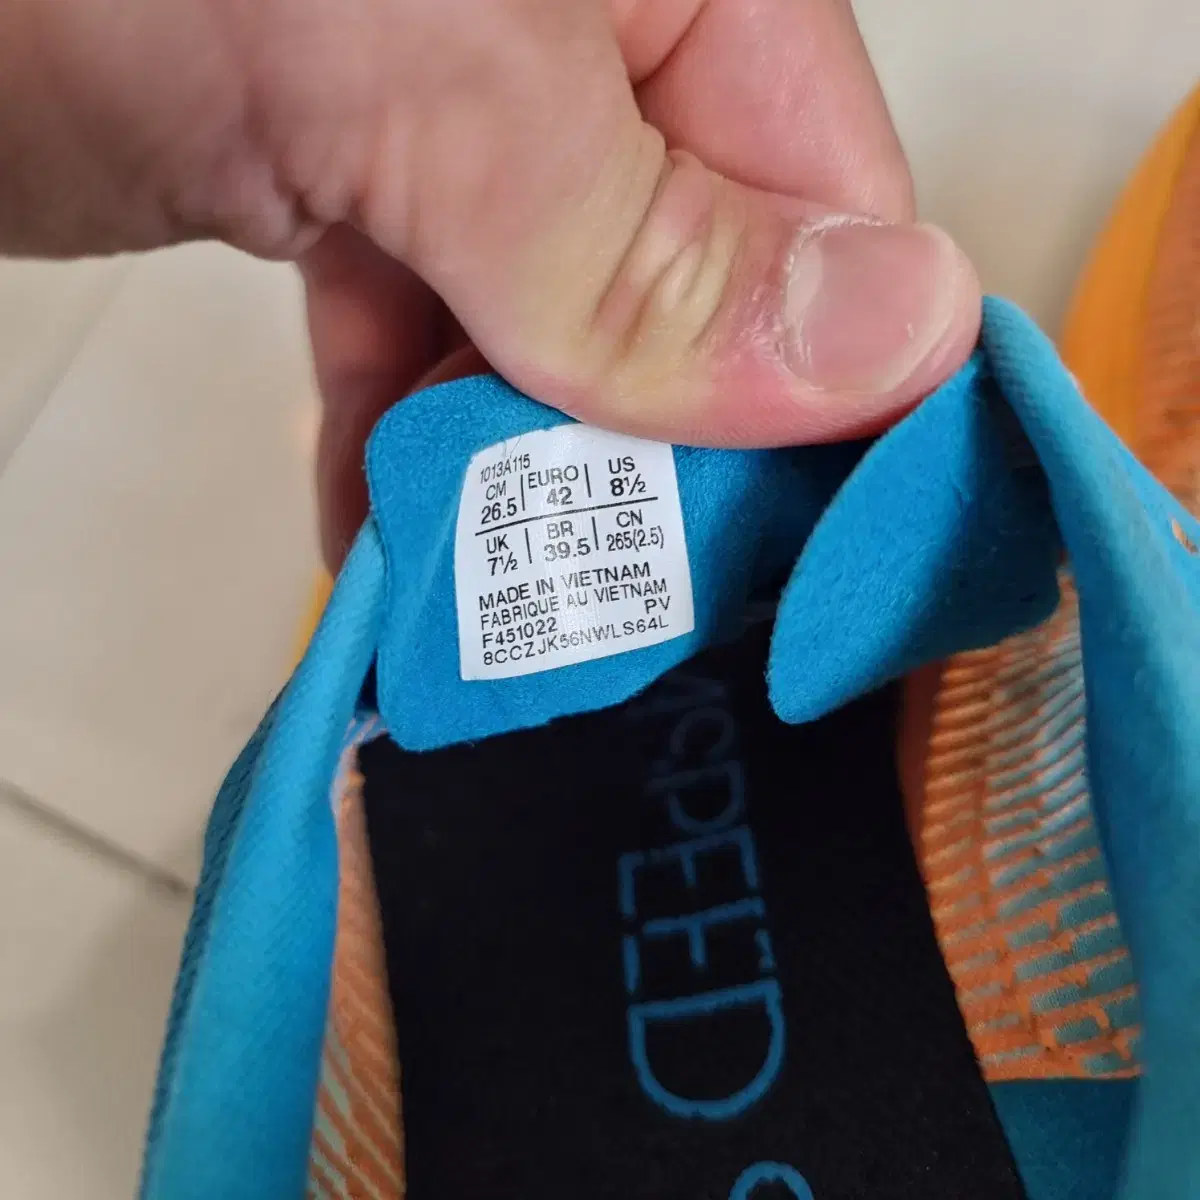 1013A115
CM EURO US
26.5 42 8½
UK BR CN
7½ 39.5 265(2.5)
MADE IN VIETNAM
FABRIQUE AU VIETNAM
F451022 PV
8CCZJK56NWLS64L